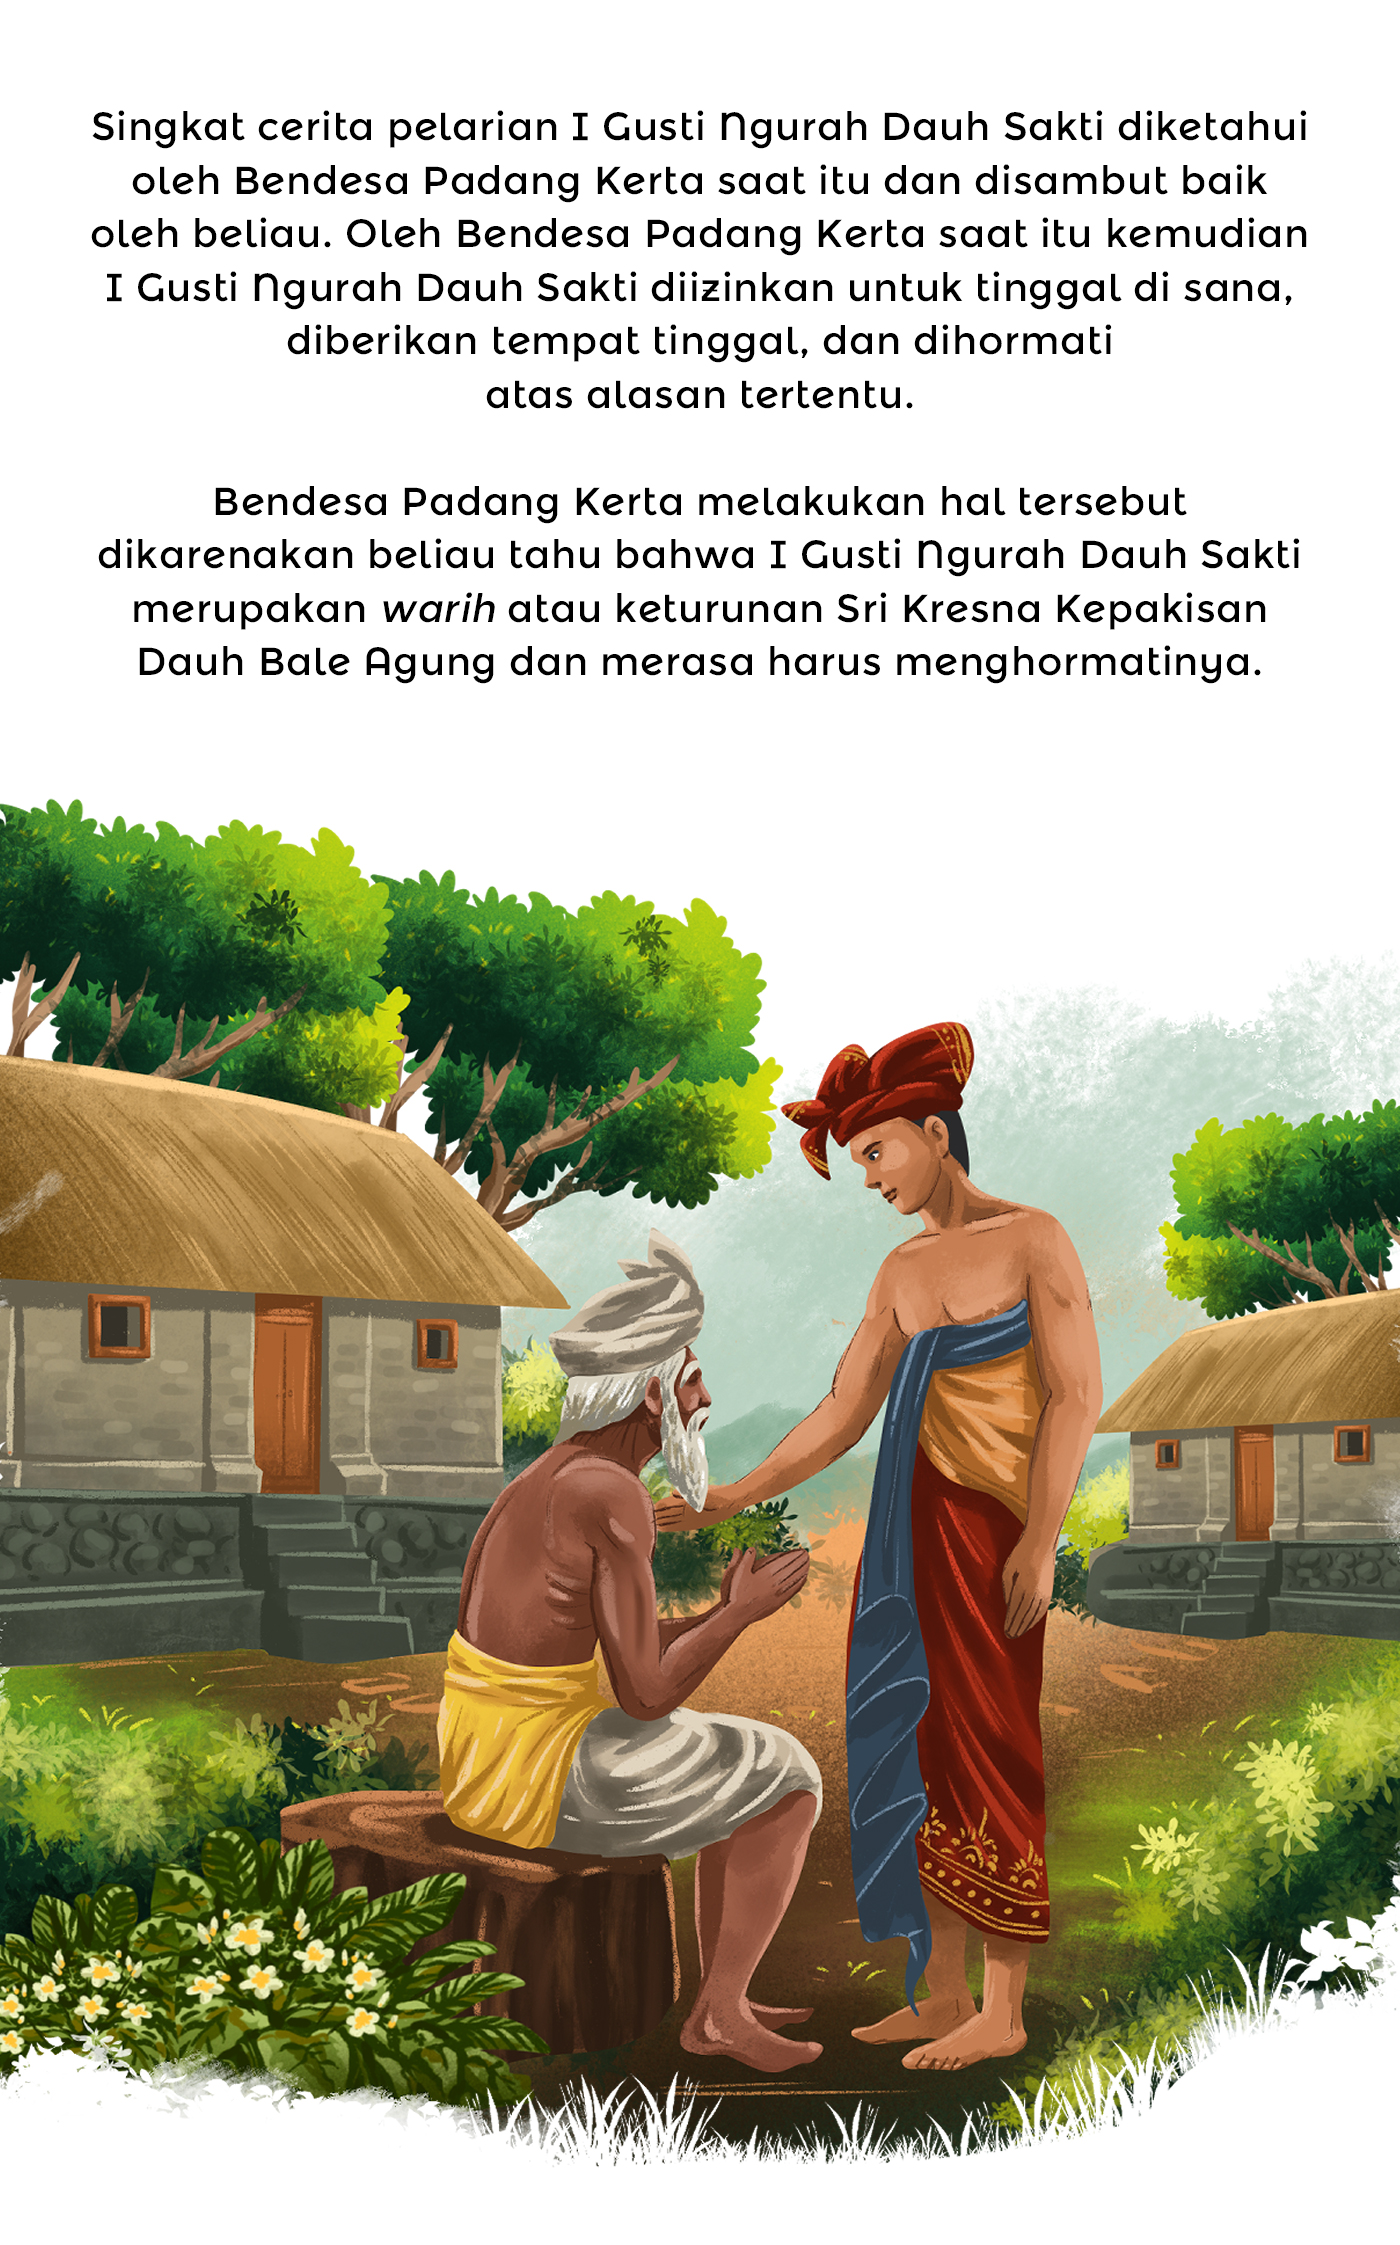 Singkat cerita pelarian I Gusti Ngurah Dauh Sakti diketahui
oleh Bendesa Padang Kerta saat itu dan disambut baik
oleh beliau. Oleh Bendesa Padang Kerta saat itu kemudian
I Gusti Ngurah Dauh Sakti diizinkan untuk tinggal di sana,
diberikan tempat tinggal, dan dihormati
atas alasan tertentu.
Bendesa Padang Kerta melakukan hal tersebut
dikarenakan beliau tahu bahwa I Gusti Ngurah Dauh Sakti
merupakan warih atau keturunan Sri Kresna Kepakisan
Dauh Bale Agung dan merasa harus menghormatinya.